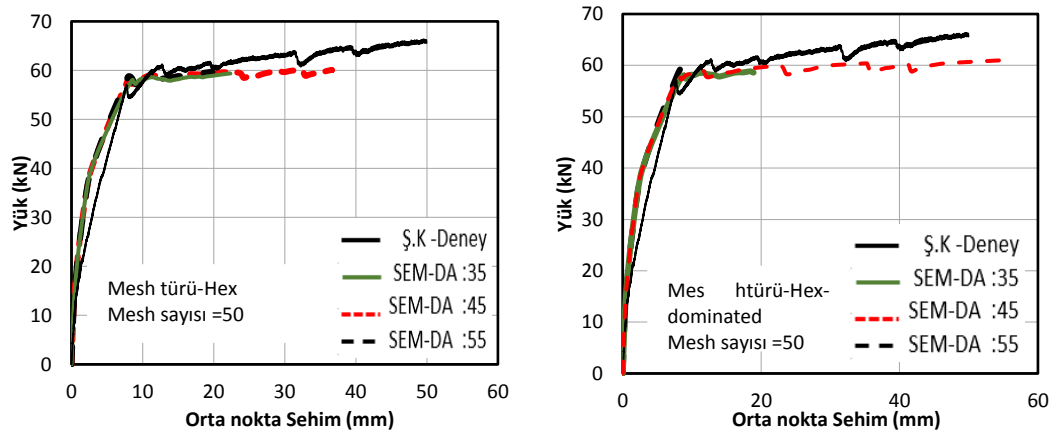 70
60
50
40
30
20
10
0
Yük (kN)
Ş.K -Deney
SEM-DA :35
SEM-DA :45
SEM-DA :55
Mesh türü-Hex
Mesh sayısı =50
0 10 20 30 40 50 60
Orta nokta Sehim (mm)
70
60
50
40
30
20
10
0
Yük (kN)
Ş.K -Deney
SEM-DA :35
SEM-DA :45
SEM-DA :55
Mes htürü-Hex-
dominated
Mesh sayısı =50
0 20 40 60
Orta nokta Sehim (mm)